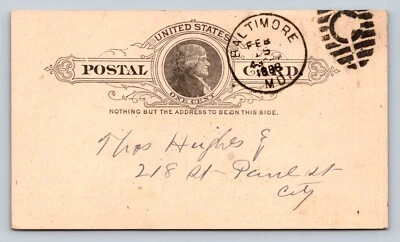 UNITED STATES
POSTAL CARD
ONE CENT
NOTHING BUT THE ADDRESS TO BE ON THIS SIDE.
BALTIMORE
FEB
MD.
Thos Hughes
218 St Paul st
City